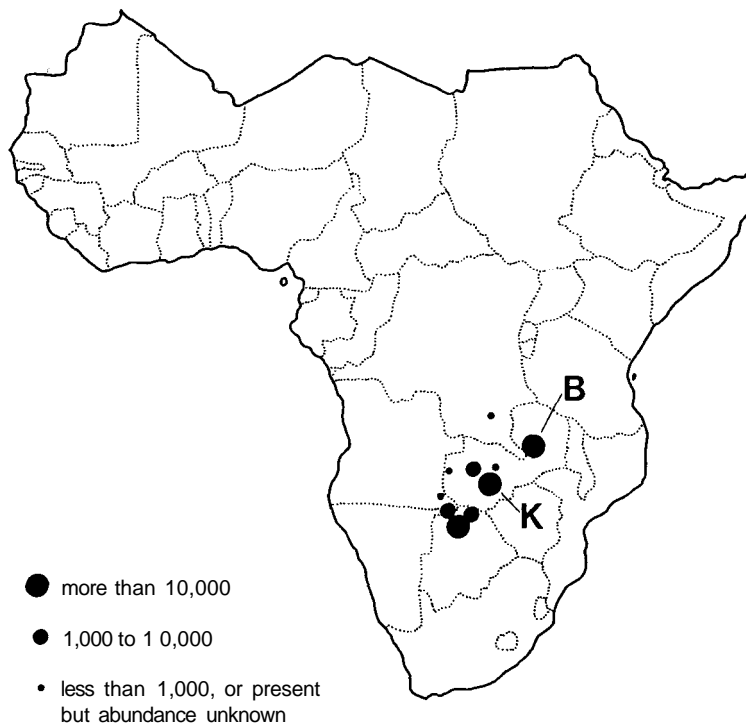 B
K
more than 10,000
1,000 to 1 0,000
less than 1,000, or present
but abundance unknown